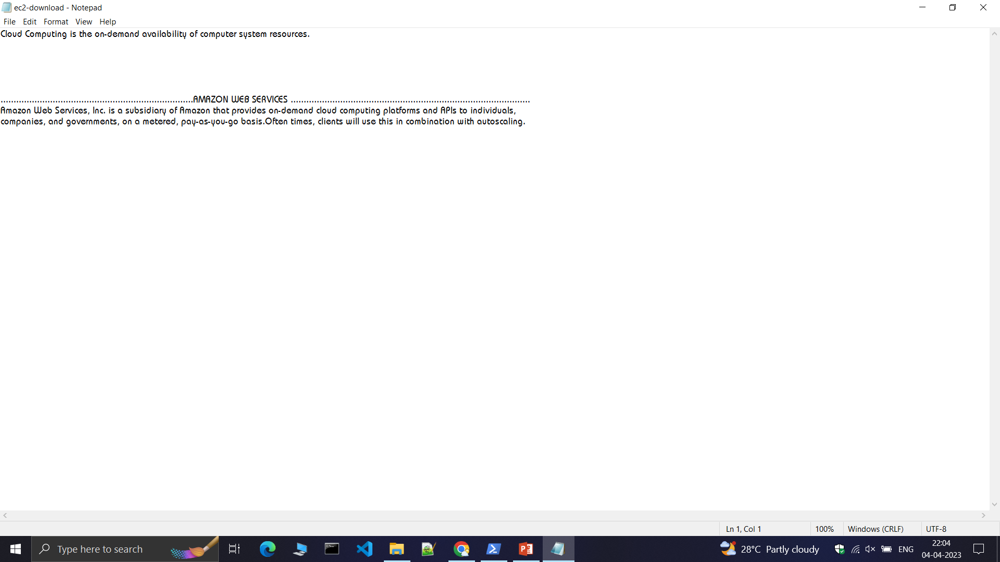 ec2-download - Notepad
File Edit Format View Help
Cloud Computing is the on-demand availability of computer system resources.
..........................................................................AMAZON WEB SERVICES ............................................................................................
Amazon Web Services, Inc. is a subsidiary of Amazon that provides on-demand cloud computing platforms and APIs to individuals,
companies, and governments, on a metered, pay-as-you-go basis.Often times, clients will use this in combination with autoscaling.
Ln 1, Col 1 100% Windows (CRLF) UTF-8
Type here to search 28°C Partly cloudy ENG 22:04
04-04-2023